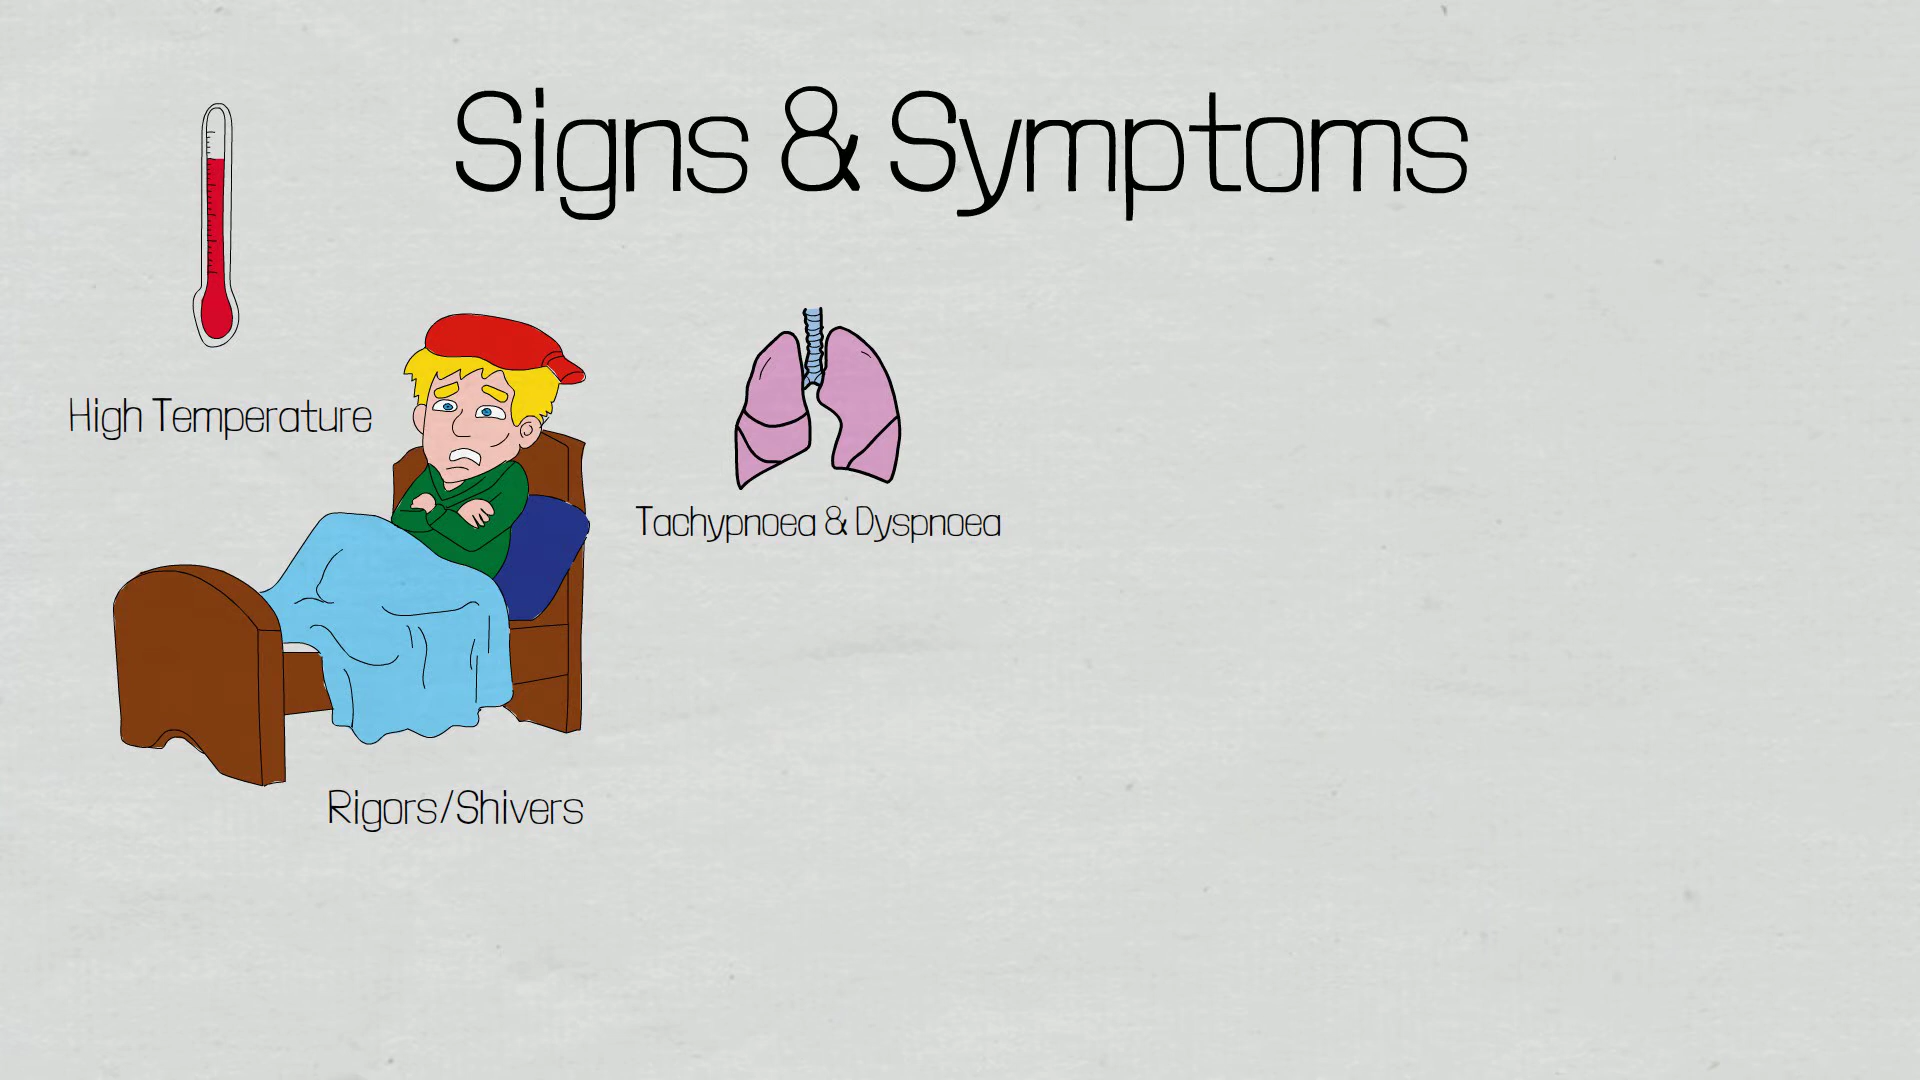 Signs & Symptoms
High Temperature
Tachypnoea & Dyspnoea
Rigors/Shivers